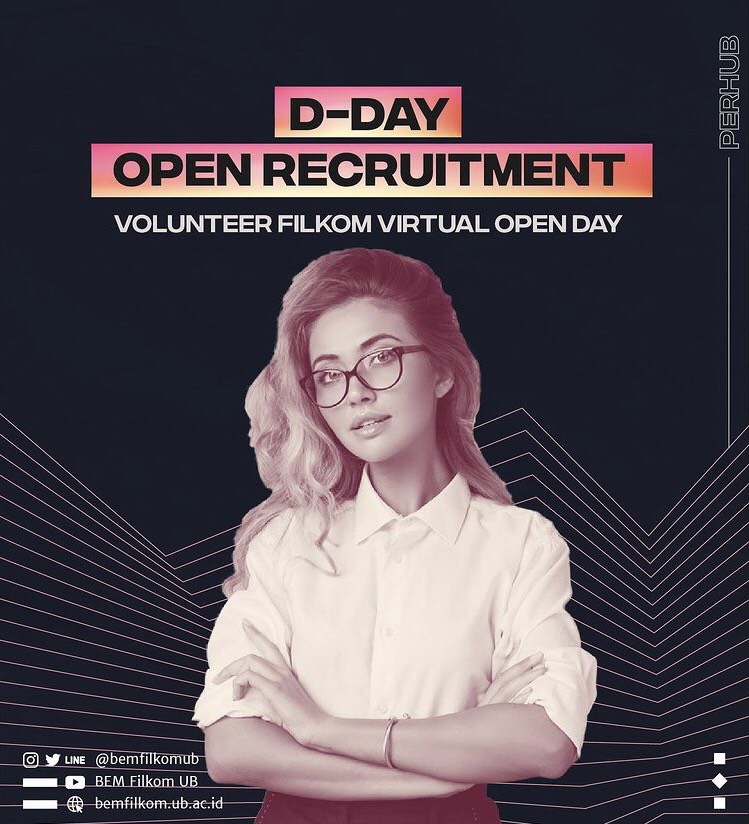 PERHUB
D-DAY
OPEN RECRUITMENT
VOLUNTEER FILKOM VIRTUAL OPEN DAY
LINE @bemfilkomub
BEM Filkom UB
bemfilkom.ub.ac.id